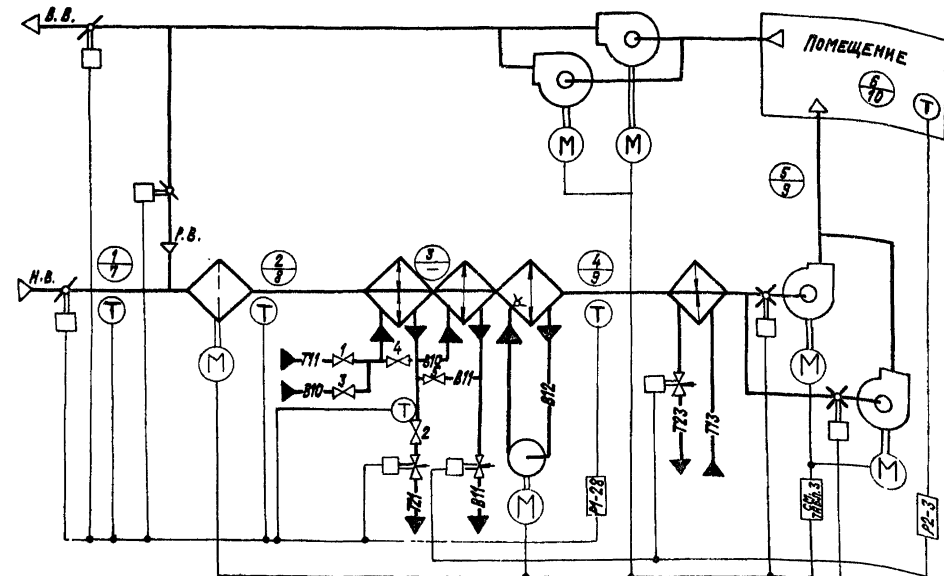 В.В.
ПОМЕЩЕНИЕ
6/10
Т
М
М
5/9
Р.В.
Н.В.
1/7
2/8
3/–
4/9
Т
Т
Т
М
Т11
1
4
В10
В11
В10
3
В12
Т
2
Т23
Т13
М
М
Т21
В11
М
Р1-28
Р2-3